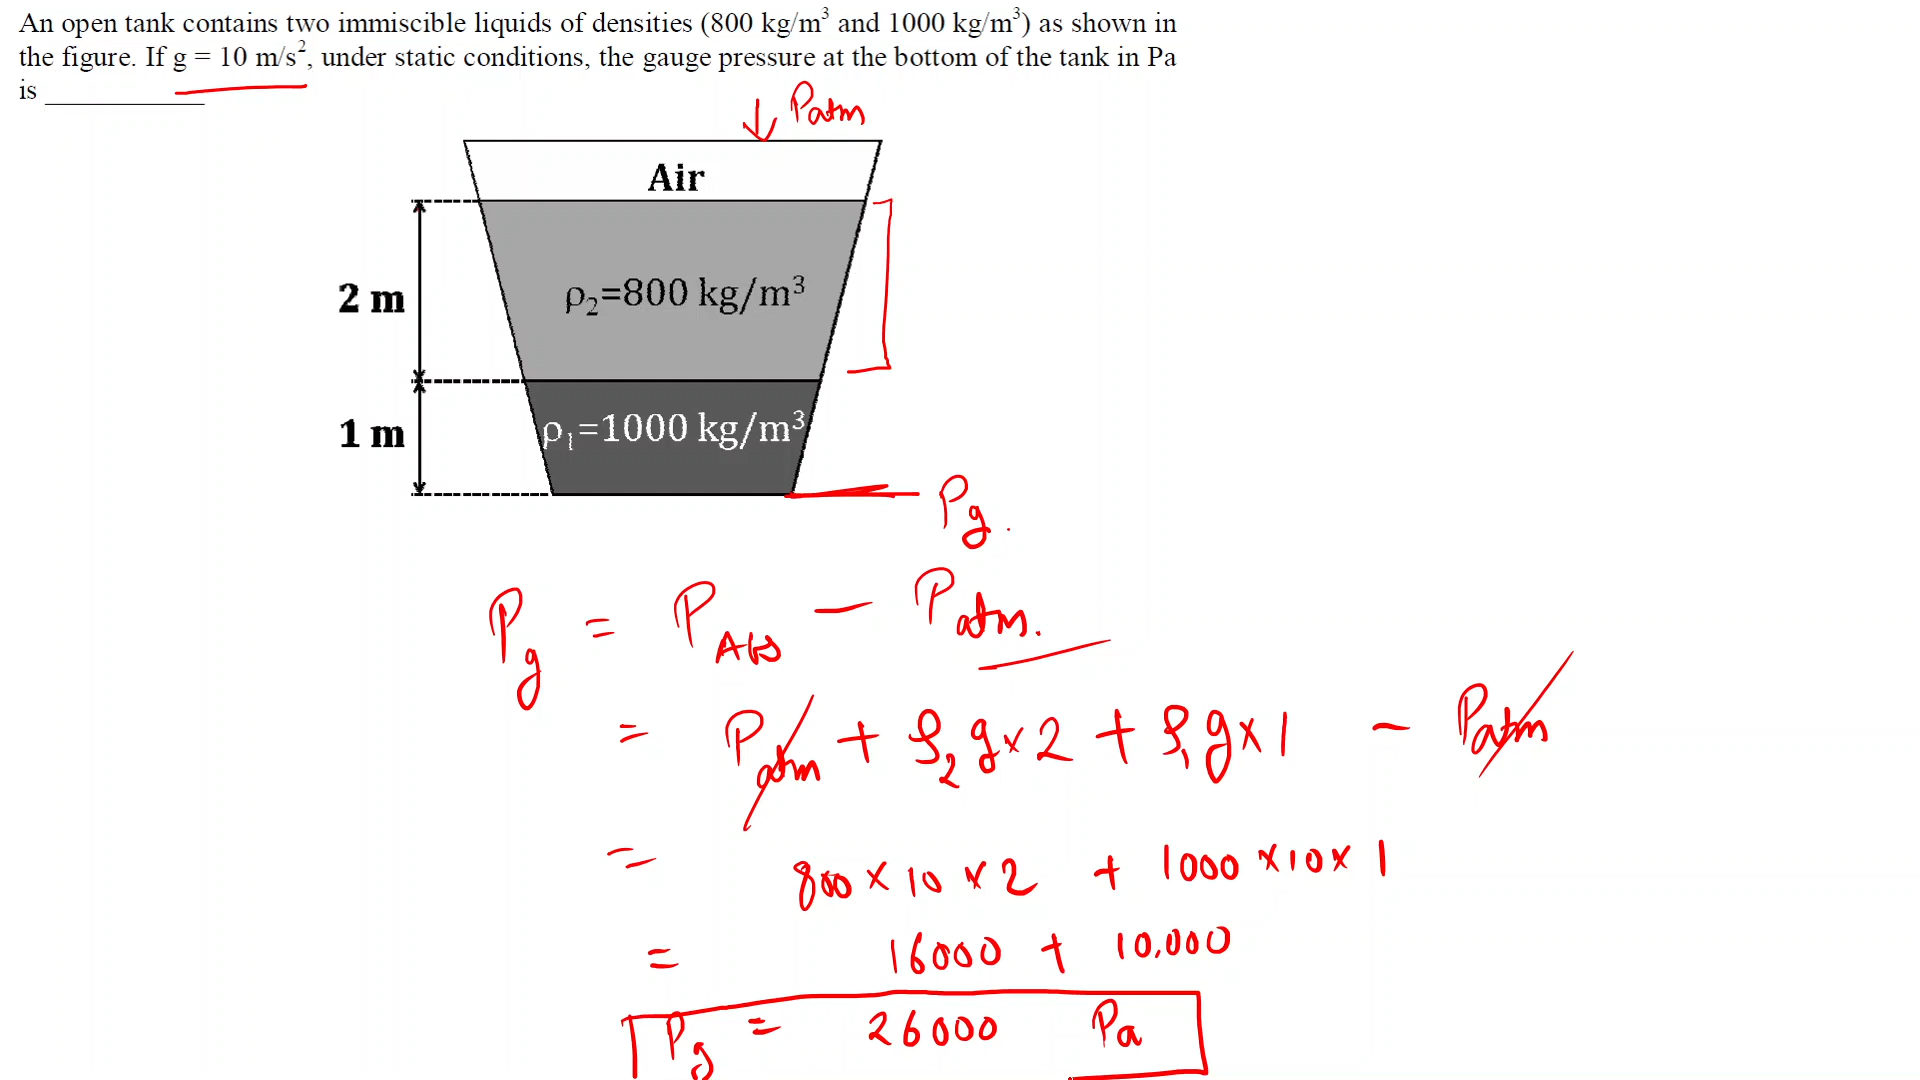 An open tank contains two immiscible liquids of densities (800 kg/m³ and 1000 kg/m³) as shown in
the figure. If g = 10 m/s², under static conditions, the gauge pressure at the bottom of the tank in Pa
is ____________
↓ Patm
Air
2 m
ρ₂=800 kg/m³
1 m
ρ₁=1000 kg/m³
Pg.
Pg = PAbs − Patm.
= Patm + ρ₂g×2 + ρ₁g×1 − Patm
= 800 × 10 × 2 + 1000 ×10× 1
= 16000 + 10,000
Pg = 26000 Pa